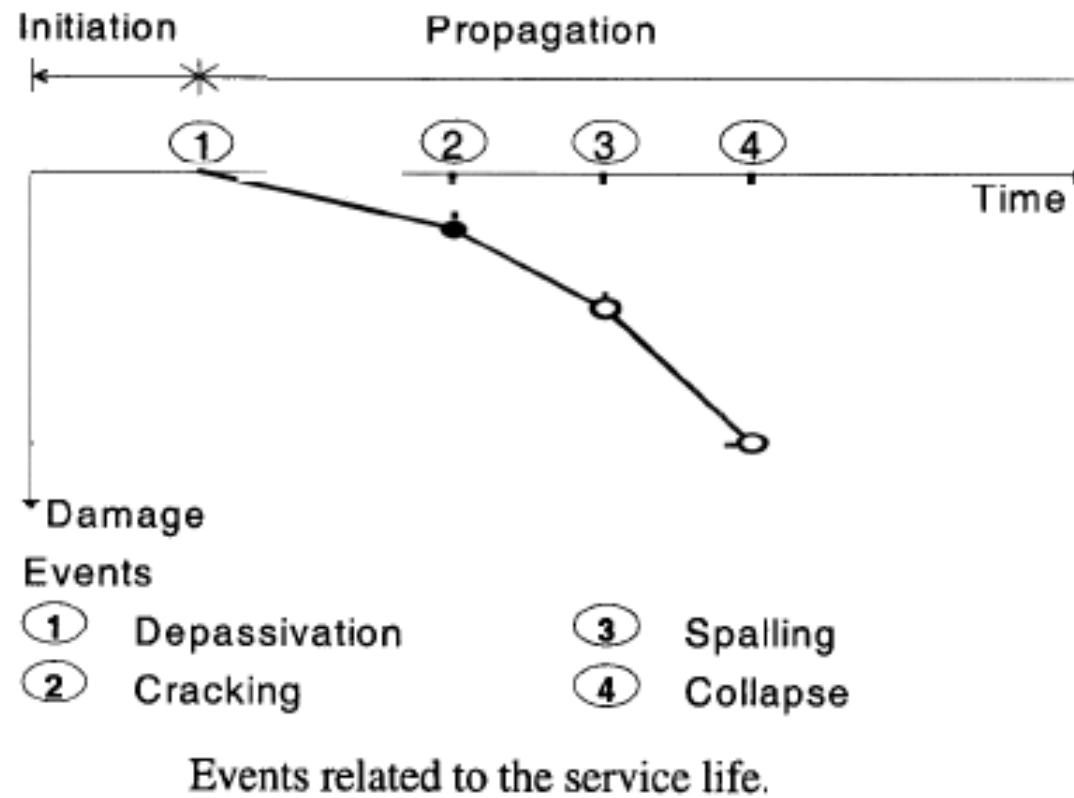 Initiation Propagation
1 2 3 4
Time
Damage
Events
1 Depassivation 3 Spalling
2 Cracking 4 Collapse
Events related to the service life.